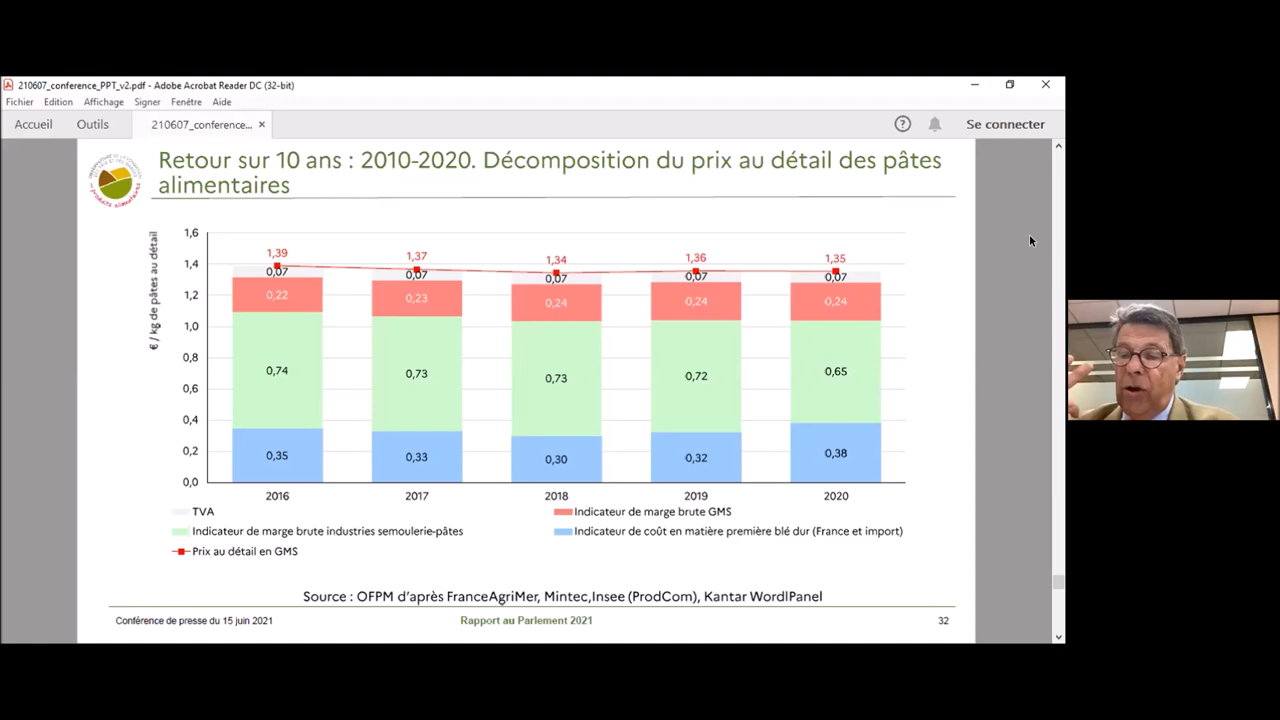 210607_conference_PPT_v2.pdf - Adobe Acrobat Reader DC (32-bit)
Fichier Edition Affichage Signer Fenêtre Aide
Accueil Outils 210607_conference... × Se connecter
Retour sur 10 ans : 2010-2020. Décomposition du prix au détail des pâtes
alimentaires
€ / kg de pâtes au détail
1,6
1,4
1,2
1,0
0,8
0,6
0,4
0,2
0,0
1,39 1,37 1,34 1,36 1,35
0,07 0,07 0,07 0,07 0,07
0,22 0,23 0,24 0,24 0,24
0,74 0,73 0,73 0,72 0,65
0,35 0,33 0,30 0,32 0,38
2016 2017 2018 2019 2020
TVA
Indicateur de marge brute GMS
Indicateur de marge brute industries semoulerie-pâtes
Indicateur de coût en matière première blé dur (France et import)
Prix au détail en GMS
Source : OFPM d’après FranceAgriMer, Mintec,Insee (ProdCom), Kantar WordlPanel
Conférence de presse du 15 juin 2021 Rapport au Parlement 2021 32